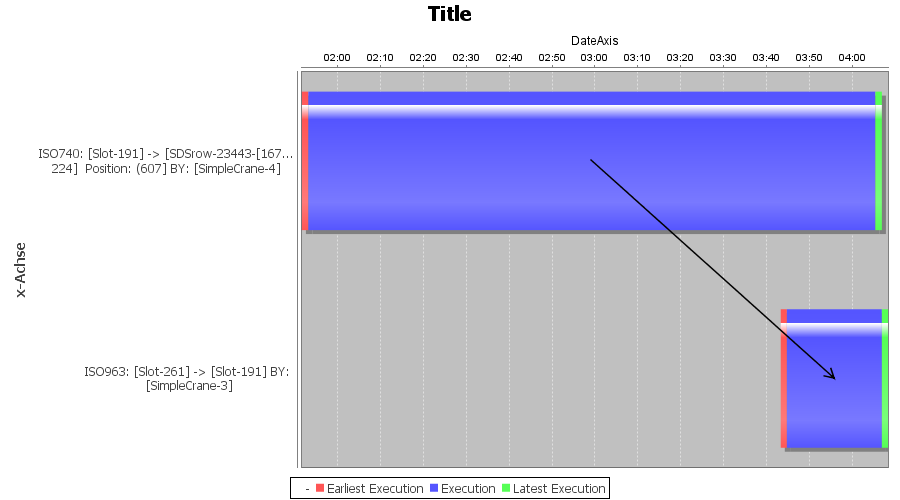 Title
DateAxis
02:00 02:10 02:20 02:30 02:40 02:50 03:00 03:10 03:20 03:30 03:40 03:50 04:00
ISO740: [Slot-191] -> [SDSrow-23443-[167...
224]  Position: (607] BY: [SimpleCrane-4]
x-Achse
ISO963: [Slot-261] -> [Slot-191] BY:
[SimpleCrane-3]
- Earliest Execution Execution Latest Execution